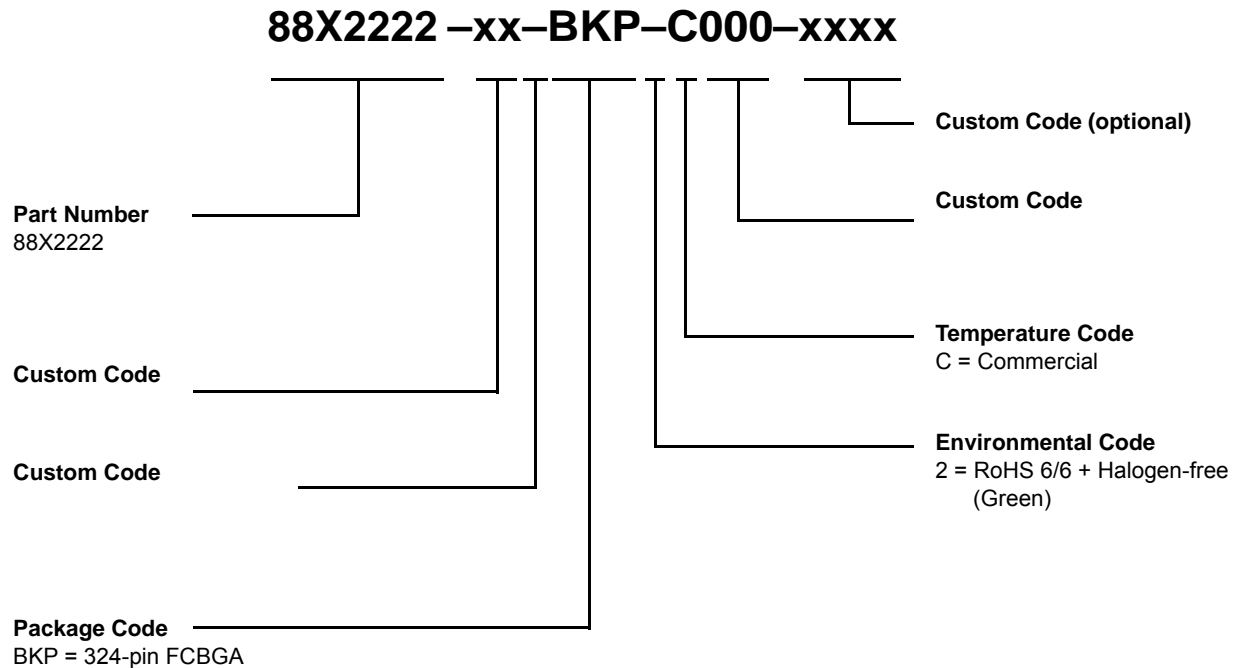 88X2222 –xx–BKP–C000–xxxx
Custom Code (optional)
Custom Code
Part Number
88X2222
Temperature Code
C = Commercial
Custom Code
Environmental Code
2 = RoHS 6/6 + Halogen-free
(Green)
Custom Code
Package Code
BKP = 324-pin FCBGA